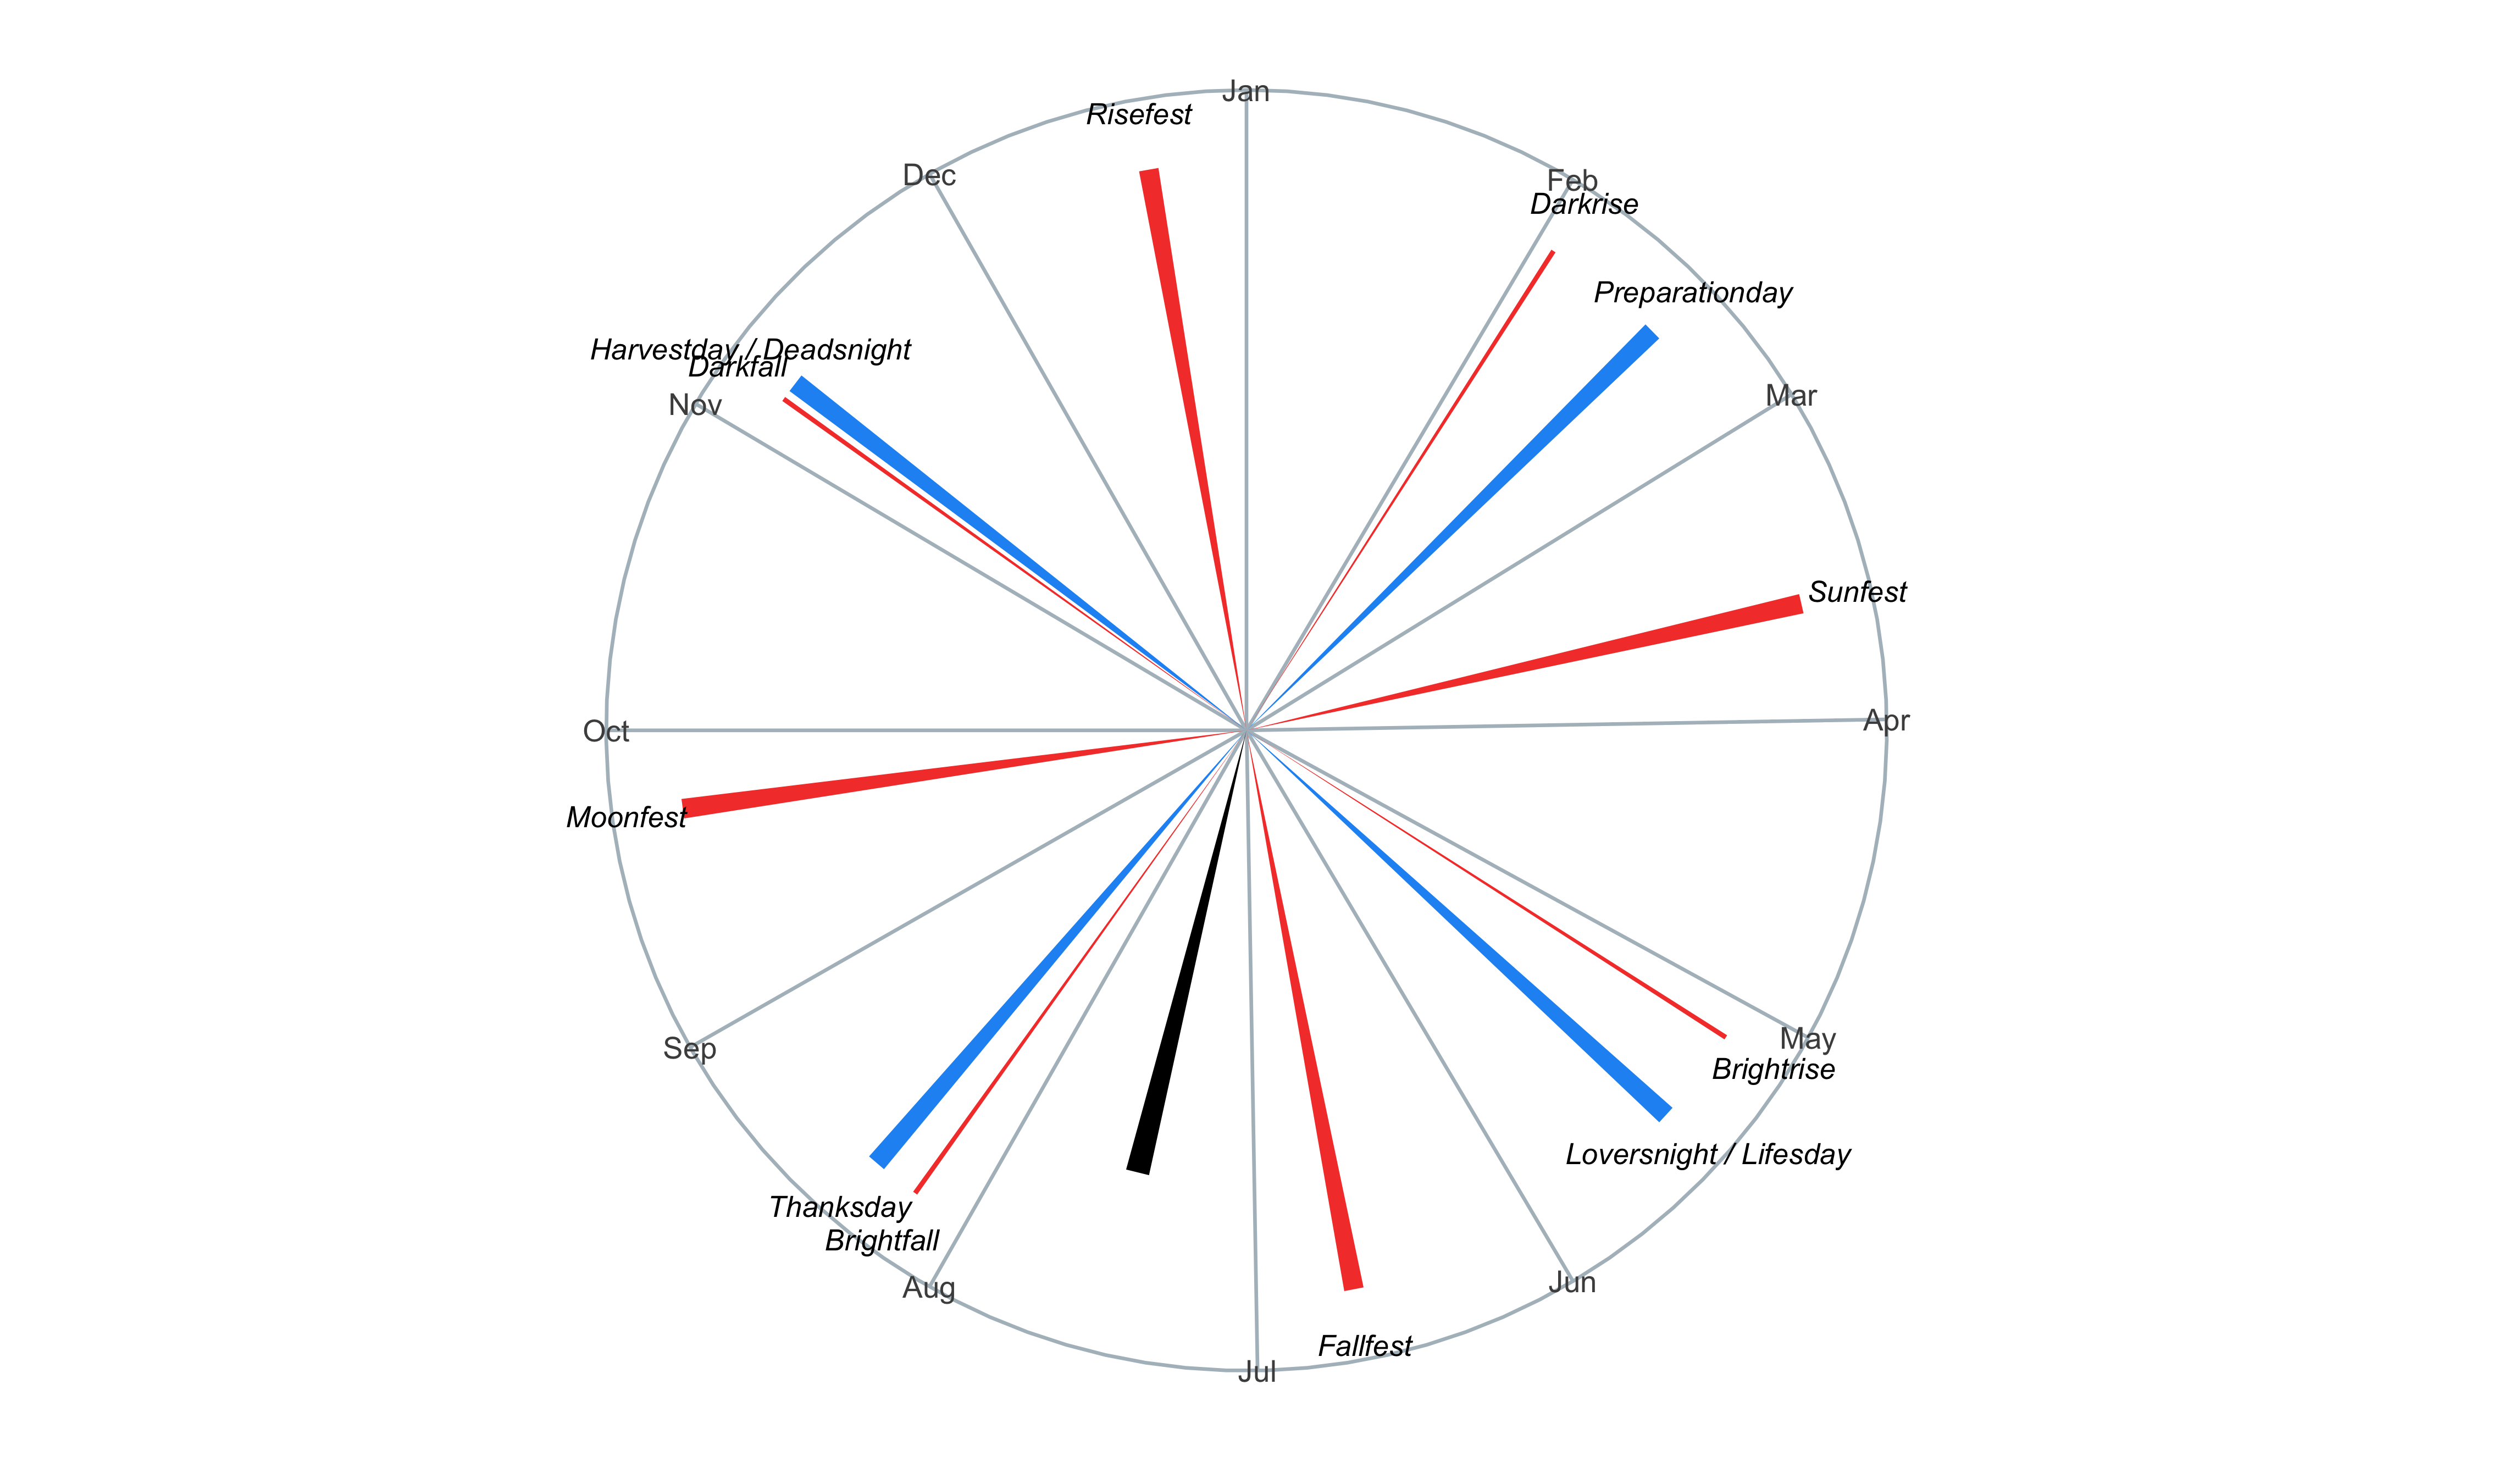 Jan
Risefest
Dec
Feb
Darkrise
Preparationday
Harvestday / Deadsnight
Darkfall
Nov
Mar
Sunfest
Oct
Apr
Moonfest
Sep
May
Brightrise
Loversnight / Lifesday
Thanksday
Brightfall
Aug
Jun
Fallfest
Jul